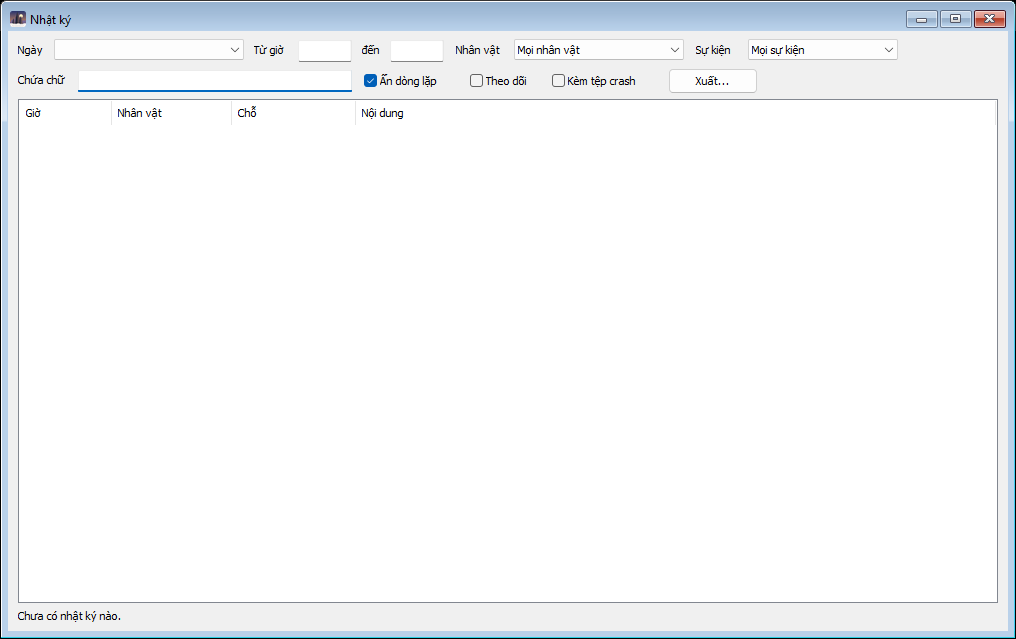 Nhật ký
Ngày Từ giờ đến Nhân vật Mọi nhân vật Sự kiện Mọi sự kiện
Chứa chữ Ẩn dòng lặp Theo dõi Kèm tệp crash Xuất...
Giờ Nhân vật Chỗ Nội dung
Chưa có nhật ký nào.